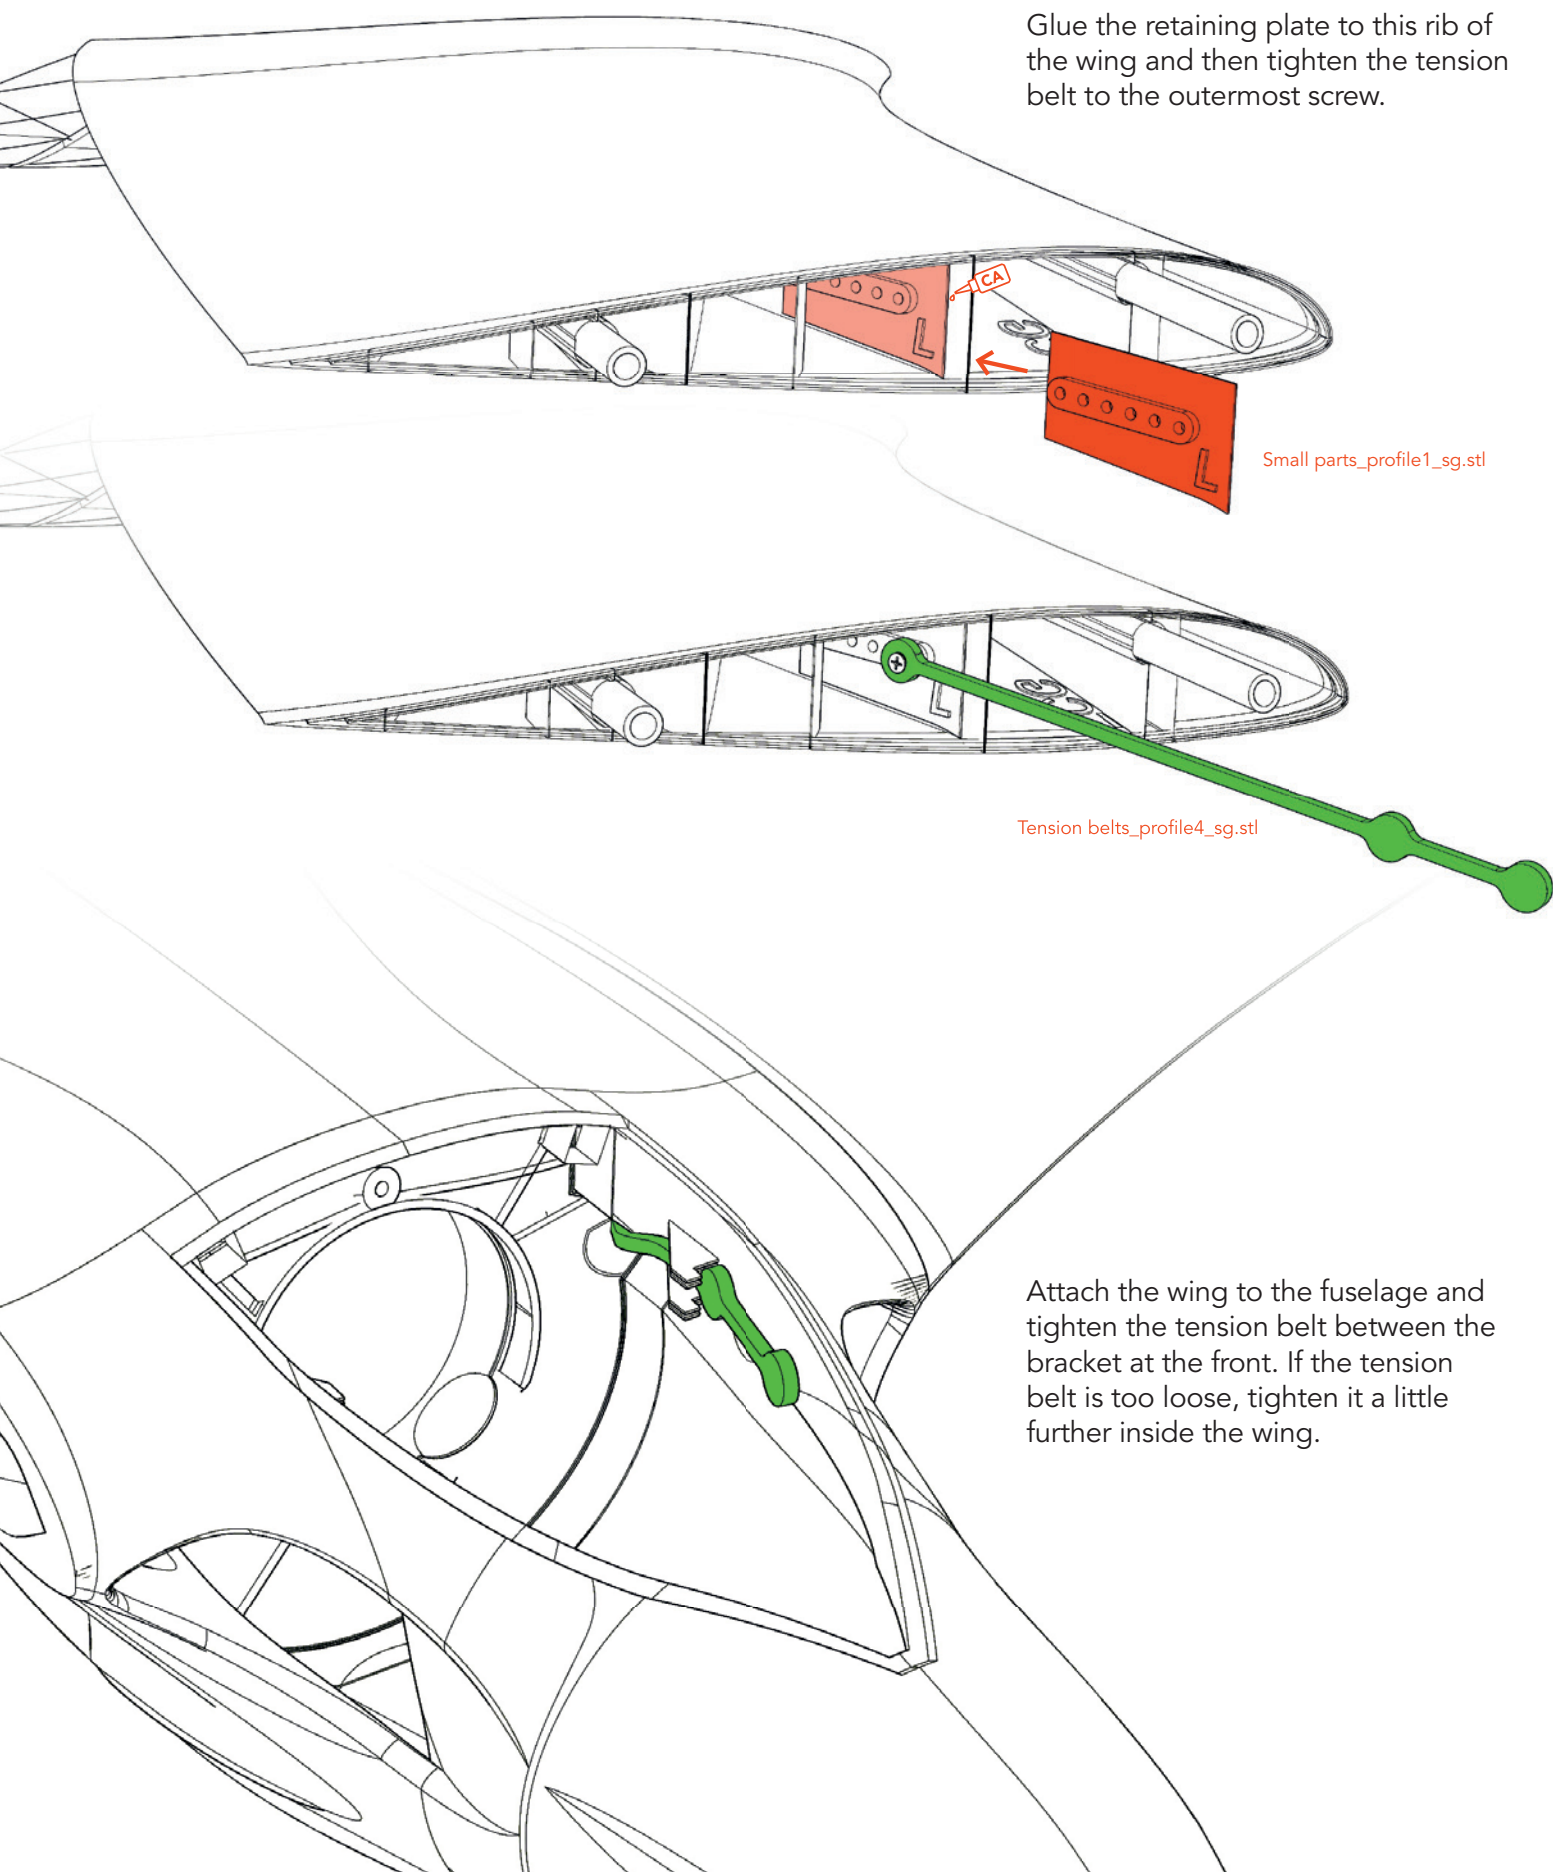 Glue the retaining plate to this rib of
the wing and then tighten the tension
belt to the outermost screw.
CA
L
L
Small parts_profile1_sg.stl
L
Tension belts_profile4_sg.stl
Attach the wing to the fuselage and
tighten the tension belt between the
bracket at the front. If the tension
belt is too loose, tighten it a little
further inside the wing.